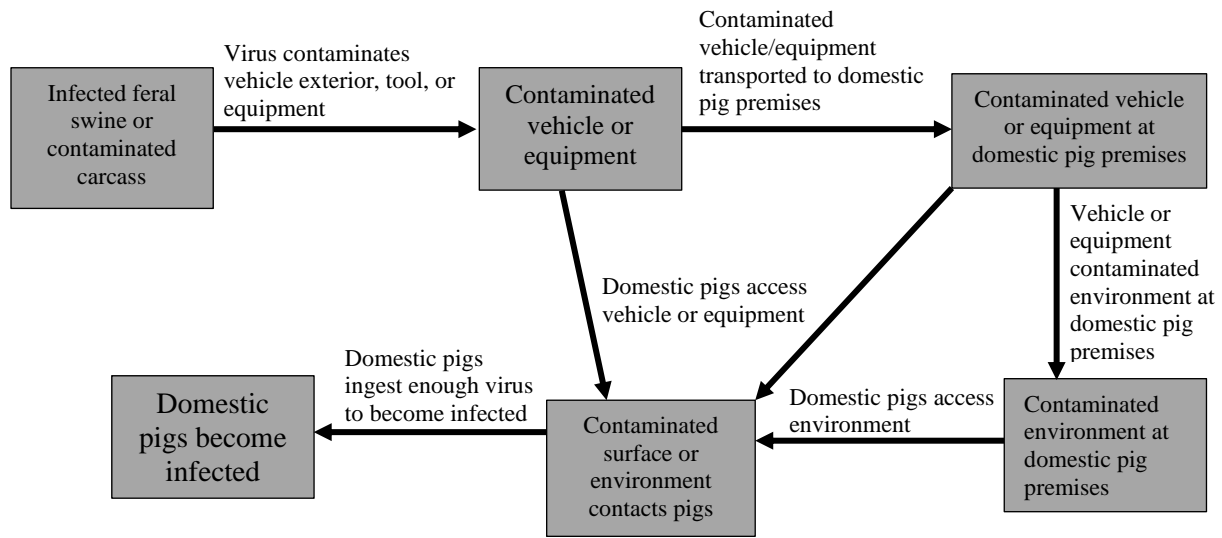 Infected feral
swine or
contaminated
carcass
Virus contaminates
vehicle exterior, tool, or
equipment
Contaminated
vehicle or
equipment
Contaminated
vehicle/equipment
transported to domestic
pig premises
Contaminated vehicle
or equipment at
domestic pig premises
Vehicle or
equipment
contaminated
environment at
domestic pig
premises
Domestic pigs access
vehicle or equipment
Contaminated
environment at
domestic pig
premises
Domestic pigs access
environment
Contaminated
surface or
environment
contacts pigs
Domestic pigs
ingest enough virus
to become infected
Domestic
pigs become
infected